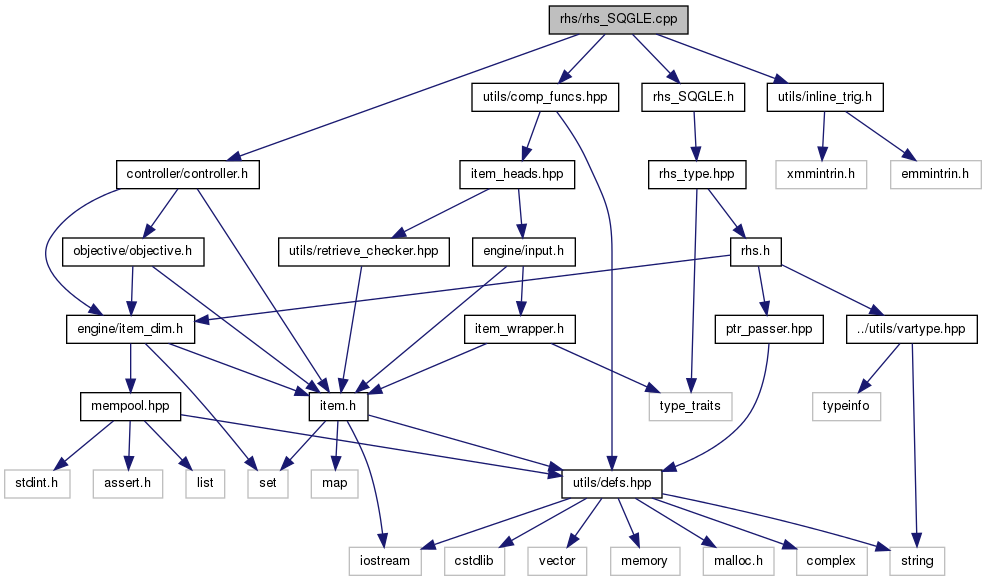 rhs/rhs_SQGLE.cpp
utils/comp_funcs.hpp
rhs_SQGLE.h
utils/inline_trig.h
controller/controller.h
item_heads.hpp
rhs_type.hpp
xmmintrin.h
emmintrin.h
objective/objective.h
utils/retrieve_checker.hpp
engine/input.h
rhs.h
engine/item_dim.h
item_wrapper.h
ptr_passer.hpp
../utils/vartype.hpp
mempool.hpp
item.h
type_traits
typeinfo
stdint.h
assert.h
list
set
map
utils/defs.hpp
iostream
cstdlib
vector
memory
malloc.h
complex
string